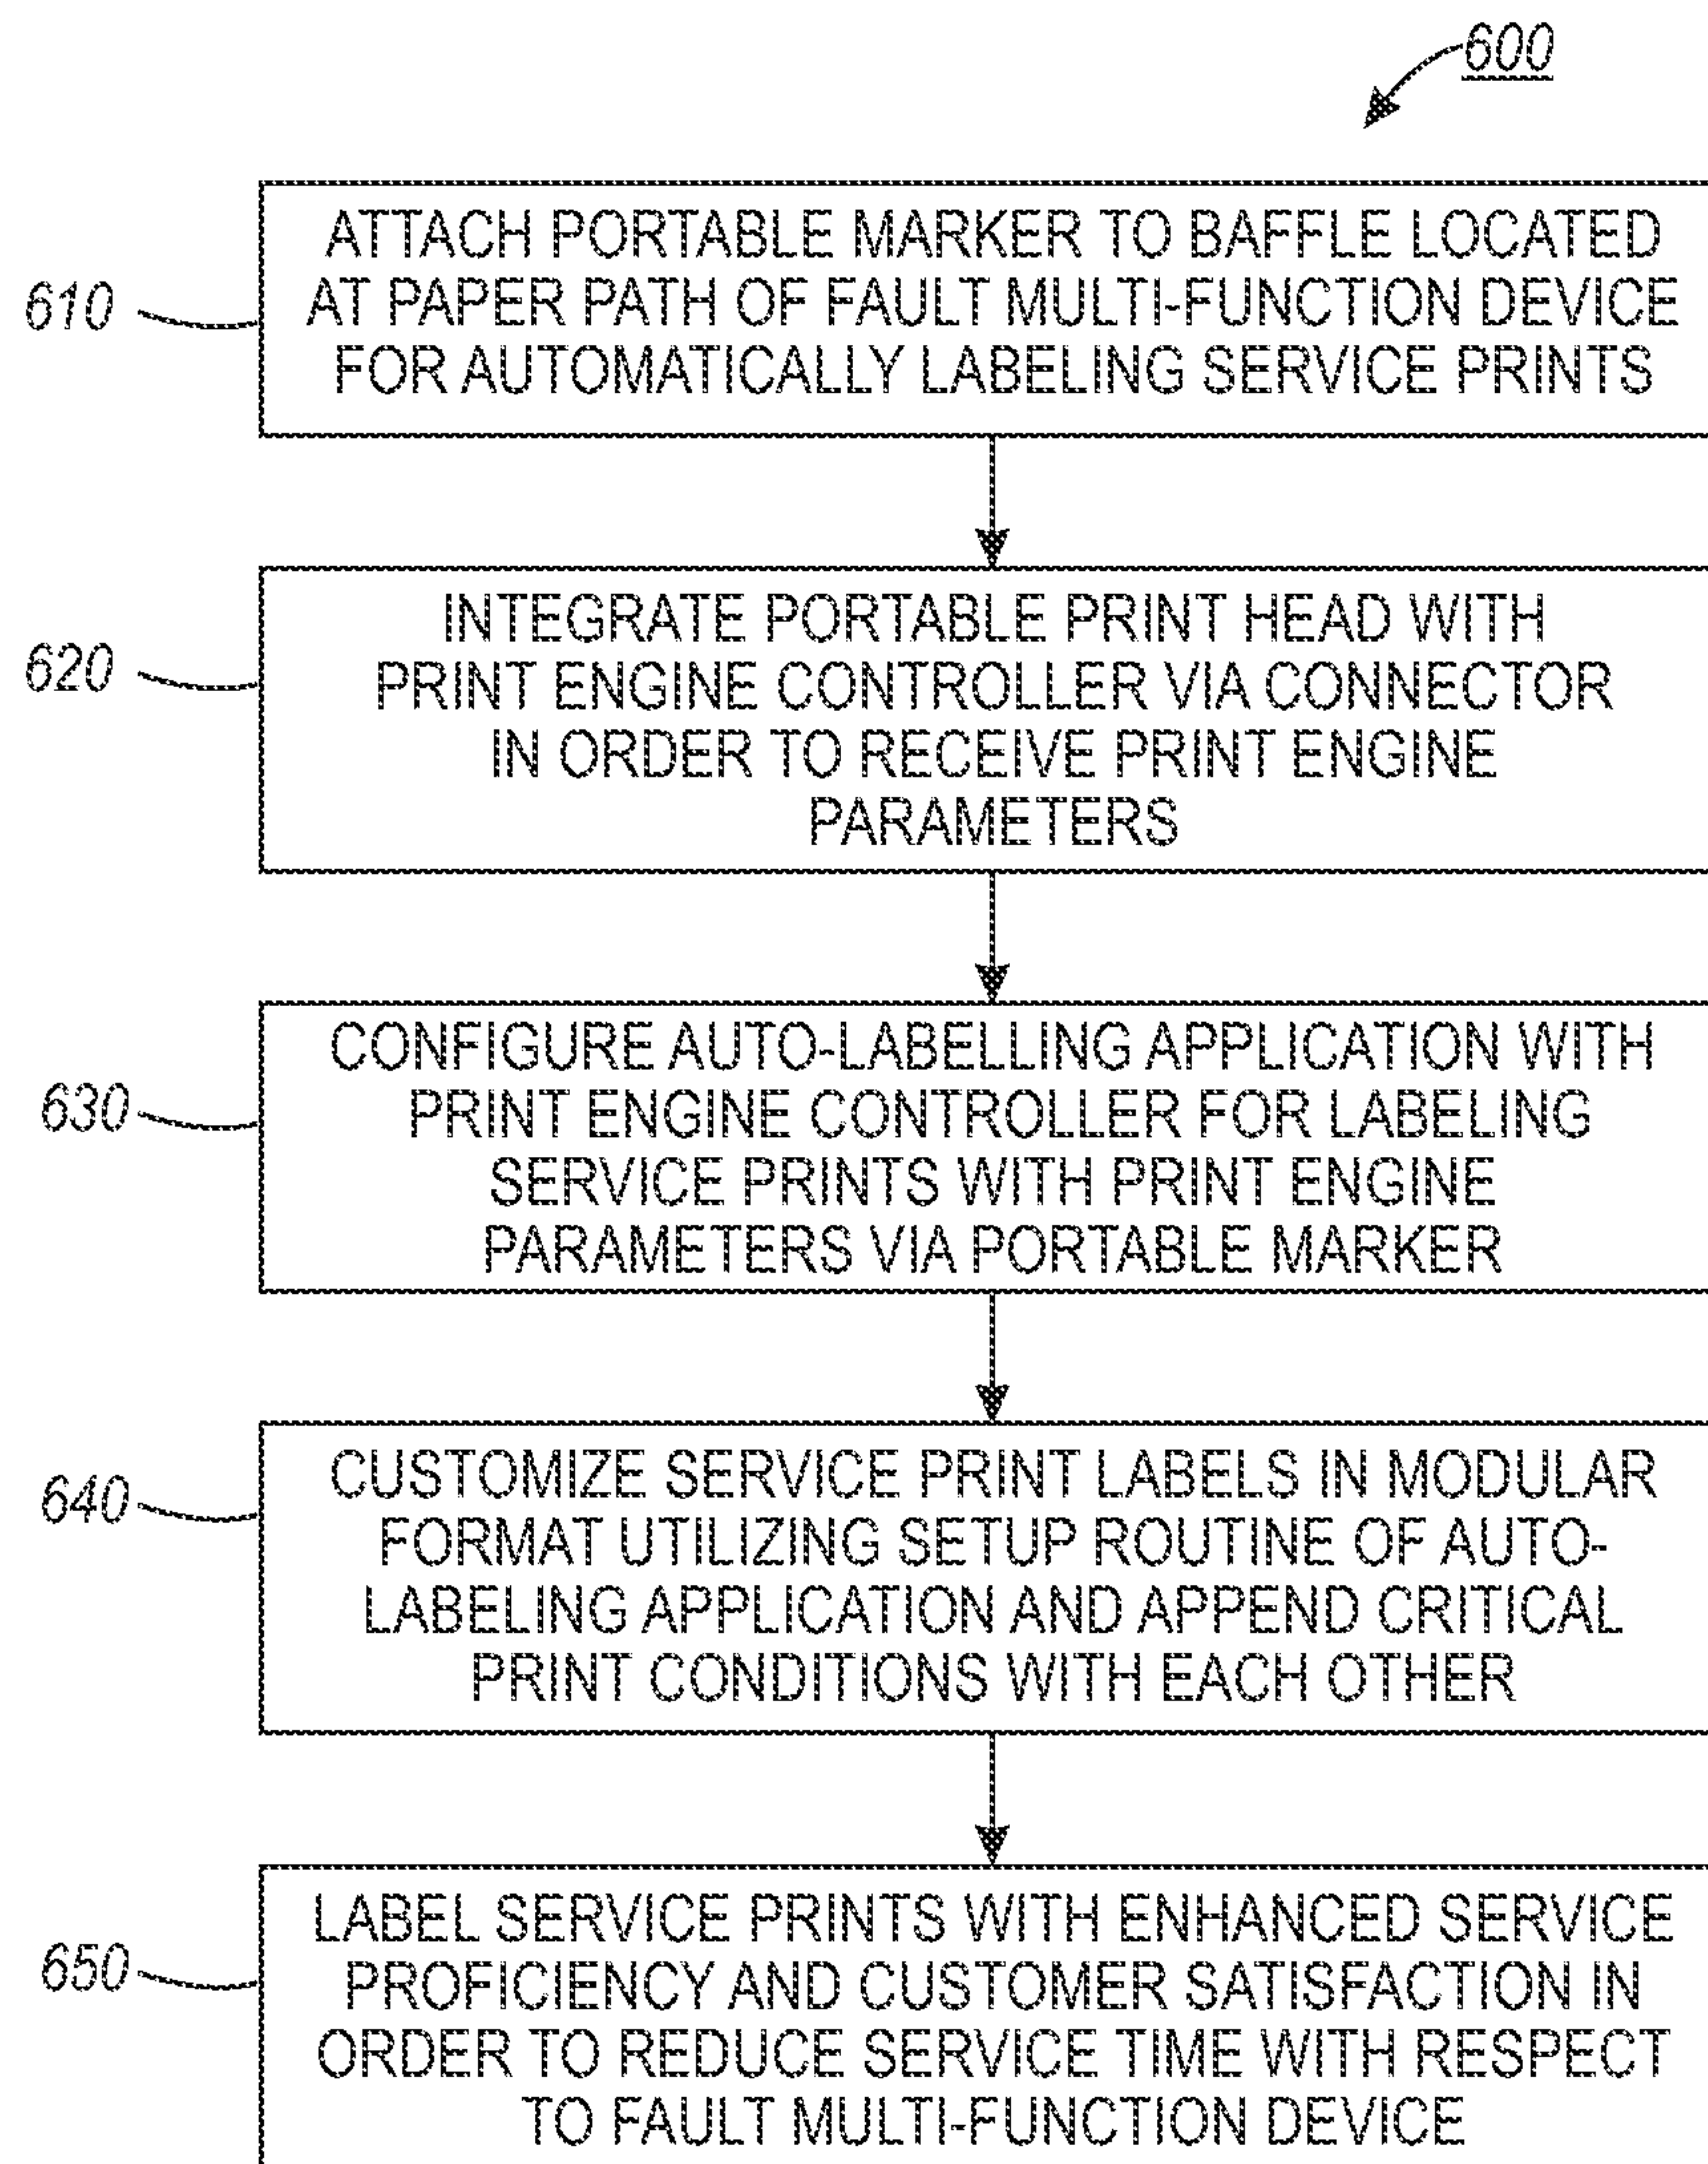 600
610
ATTACH PORTABLE MARKER TO BAFFLE LOCATED
AT PAPER PATH OF FAULT MULTI-FUNCTION DEVICE
FOR AUTOMATICALLY LABELING SERVICE PRINTS
620
INTEGRATE PORTABLE PRINT HEAD WITH
PRINT ENGINE CONTROLLER VIA CONNECTOR
IN ORDER TO RECEIVE PRINT ENGINE
PARAMETERS
630
CONFIGURE AUTO-LABELLING APPLICATION WITH
PRINT ENGINE CONTROLLER FOR LABELING
SERVICE PRINTS WITH PRINT ENGINE
PARAMETERS VIA PORTABLE MARKER
640
CUSTOMIZE SERVICE PRINT LABELS IN MODULAR
FORMAT UTILIZING SETUP ROUTINE OF AUTO-
LABELING APPLICATION AND APPEND CRITICAL
PRINT CONDITIONS WITH EACH OTHER
650
LABEL SERVICE PRINTS WITH ENHANCED SERVICE
PROFICIENCY AND CUSTOMER SATISFACTION IN
ORDER TO REDUCE SERVICE TIME WITH RESPECT
TO FAULT MULTI-FUNCTION DEVICE